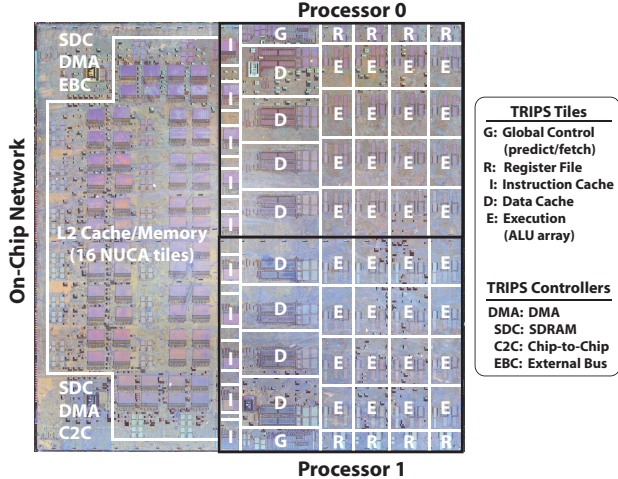 Processor 0
On-Chip Network
SDC
DMA
EBC
L2 Cache/Memory
(16 NUCA tiles)
SDC
DMA
C2C
I
G R R R R
D E E E E
I
D E E E E
I
D E E E E
I
D E E E E
I
I
D E E E E
I
D E E E E
I
D E E E E
I
D E E E E
I
G R R R R
Processor 1
TRIPS Tiles
G: Global Control
(predict/fetch)
R: Register File
I: Instruction Cache
D: Data Cache
E: Execution
(ALU array)
TRIPS Controllers
DMA: DMA
SDC: SDRAM
C2C: Chip-to-Chip
EBC: External Bus